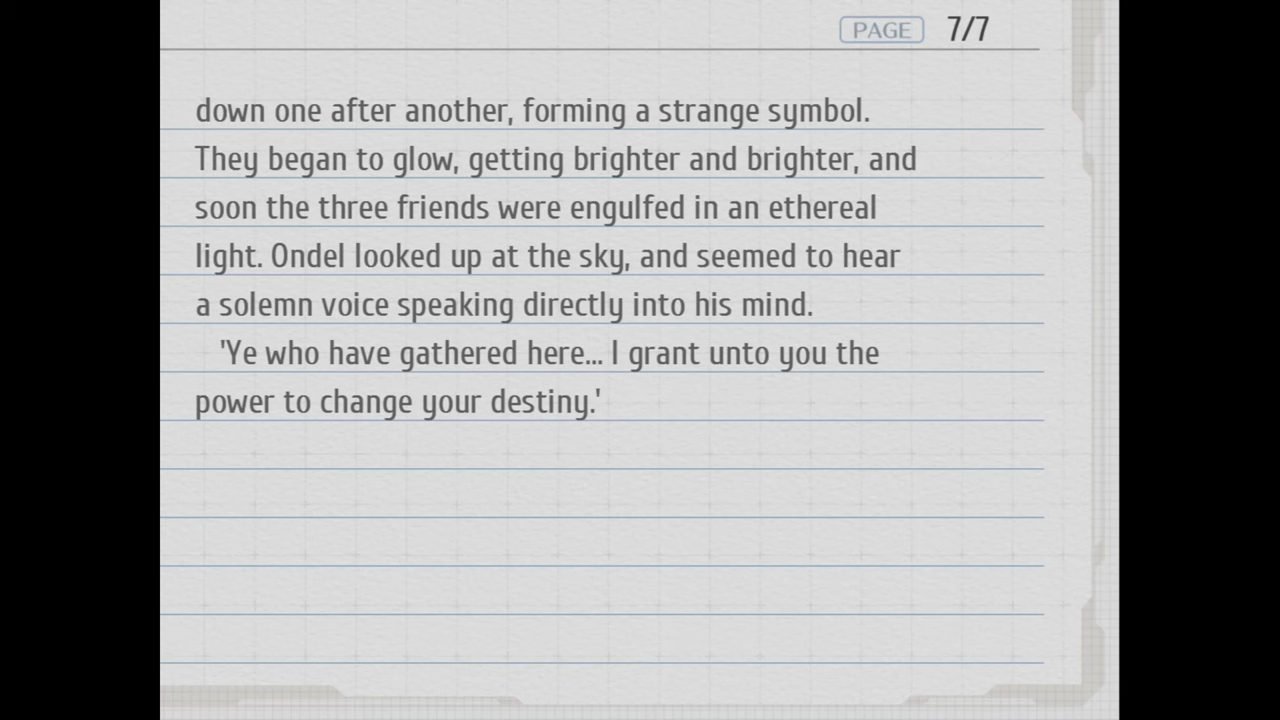 PAGE 7/7
down one after another, forming a strange symbol.
They began to glow, getting brighter and brighter, and
soon the three friends were engulfed in an ethereal
light. Ondel looked up at the sky, and seemed to hear
a solemn voice speaking directly into his mind.
'Ye who have gathered here... I grant unto you the
power to change your destiny.'